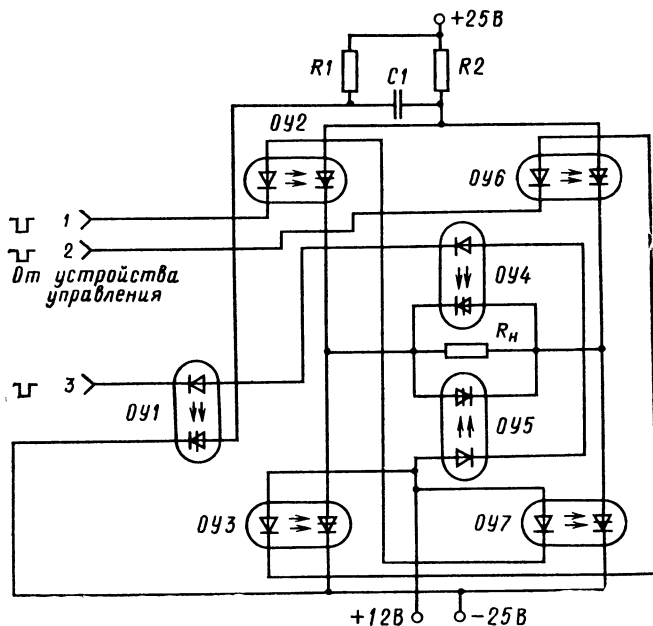 +25В
R1
R2
C1
ОУ2
ОУ6
1
2
От устройства
управления
ОУ4
Rн
3
ОУ1
ОУ5
ОУ3
ОУ7
+12В
-25В